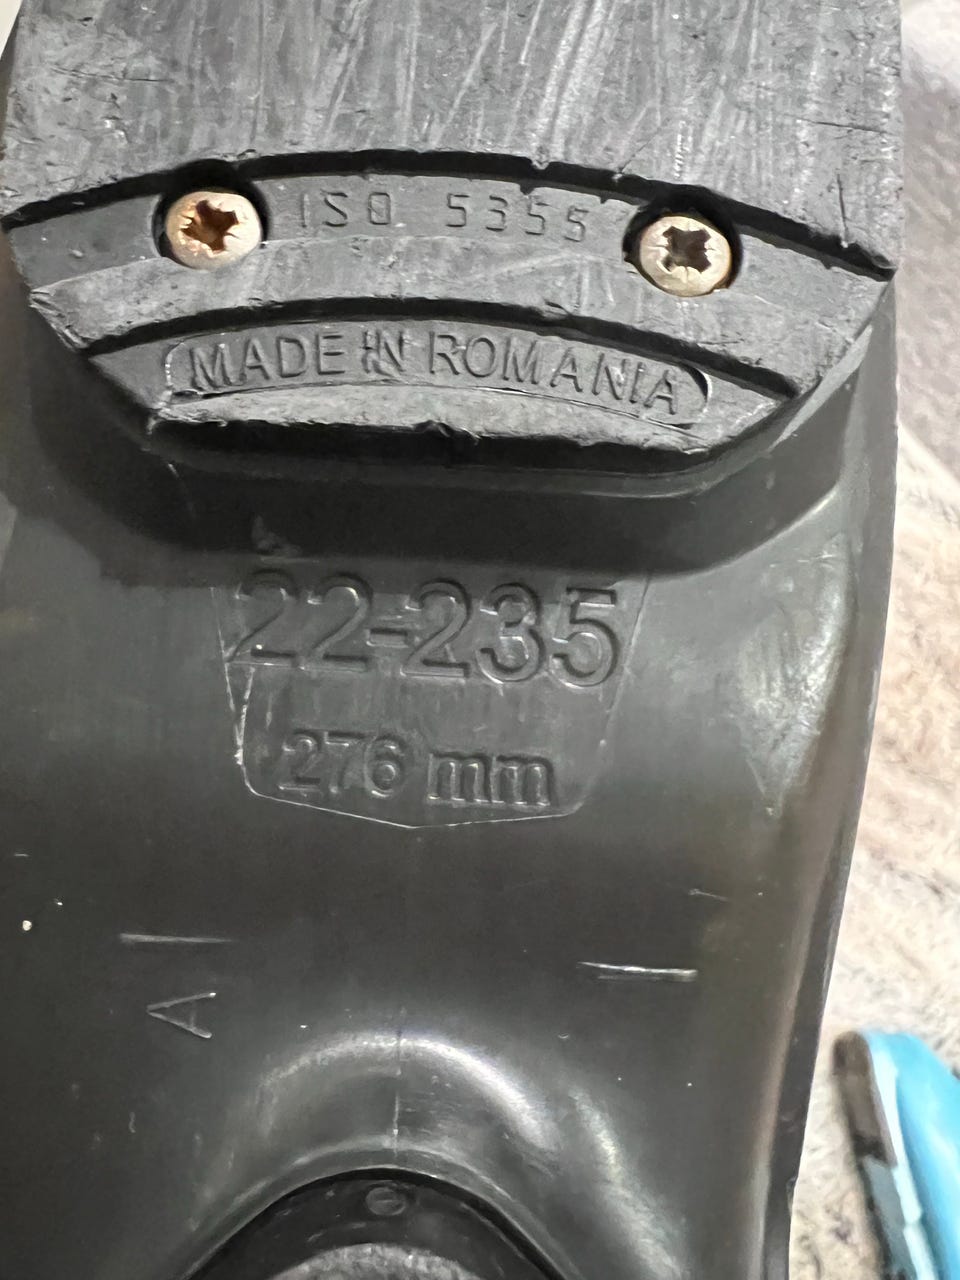 ISO 5355
MADE IN ROMANIA
22-235
276 mm
A